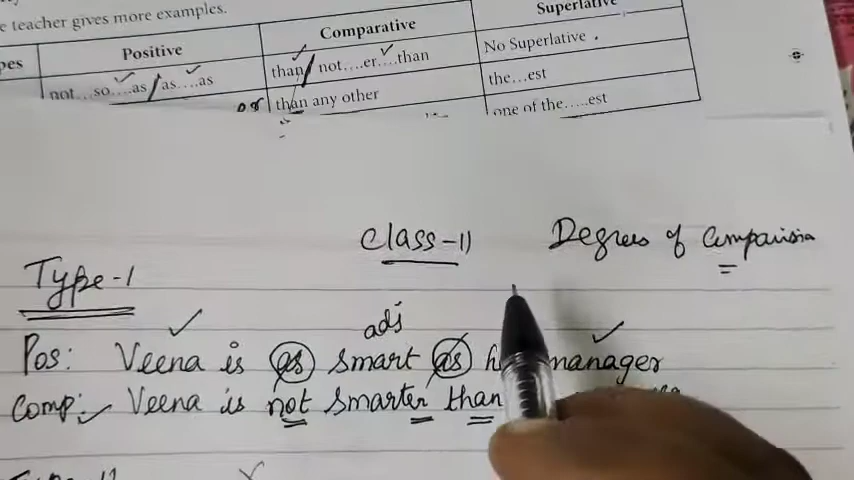 e teacher gives more examples.
pes Positive Comparative Superlative
not....so....as / as....as than / not....er....than No Superlative .
or than any other the...est
one of the.....est
Class-11 Degrees of Comparision
Type-1
adj
Pos: Veena is as smart as manager
Comp: Veena is not smarter than